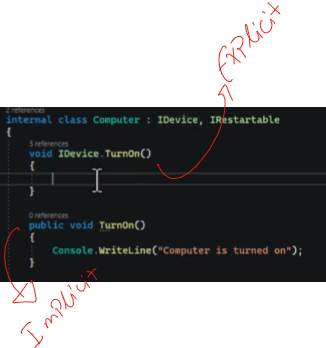 Explicit
2 references
internal class Computer : IDevice, IRestartable
{
3 references
void IDevice.TurnOn()
{
}
0 references
public void TurnOn()
{
Console.WriteLine("Computer is turned on");
}
Implicit